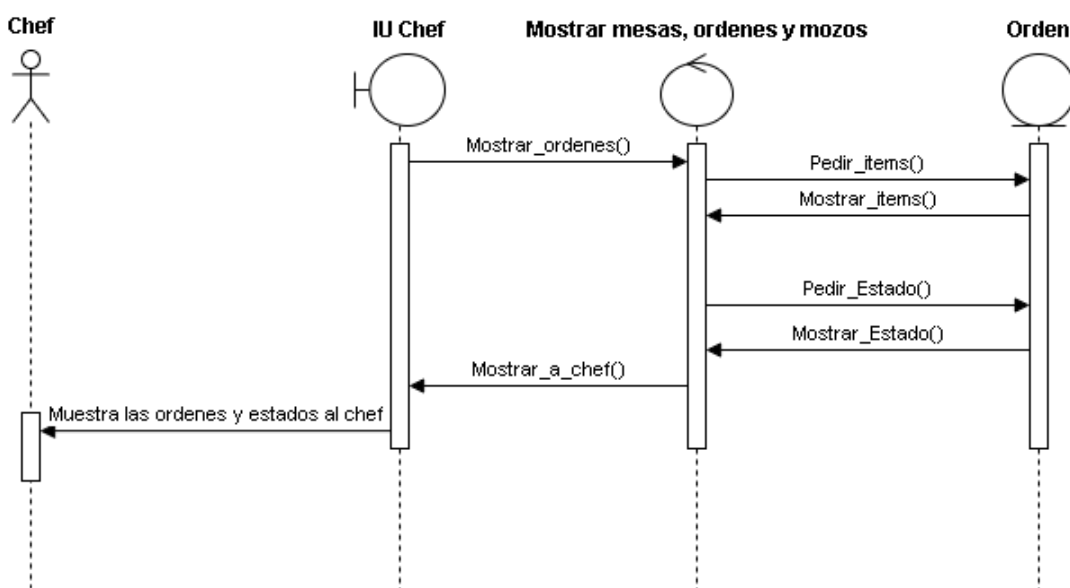 Chef
IU Chef
Mostrar mesas, ordenes y mozos
Orden
Mostrar_ordenes()
Pedir_items()
Mostrar_items()
Pedir_Estado()
Mostrar_Estado()
Mostrar_a_chef()
Muestra las ordenes y estados al chef